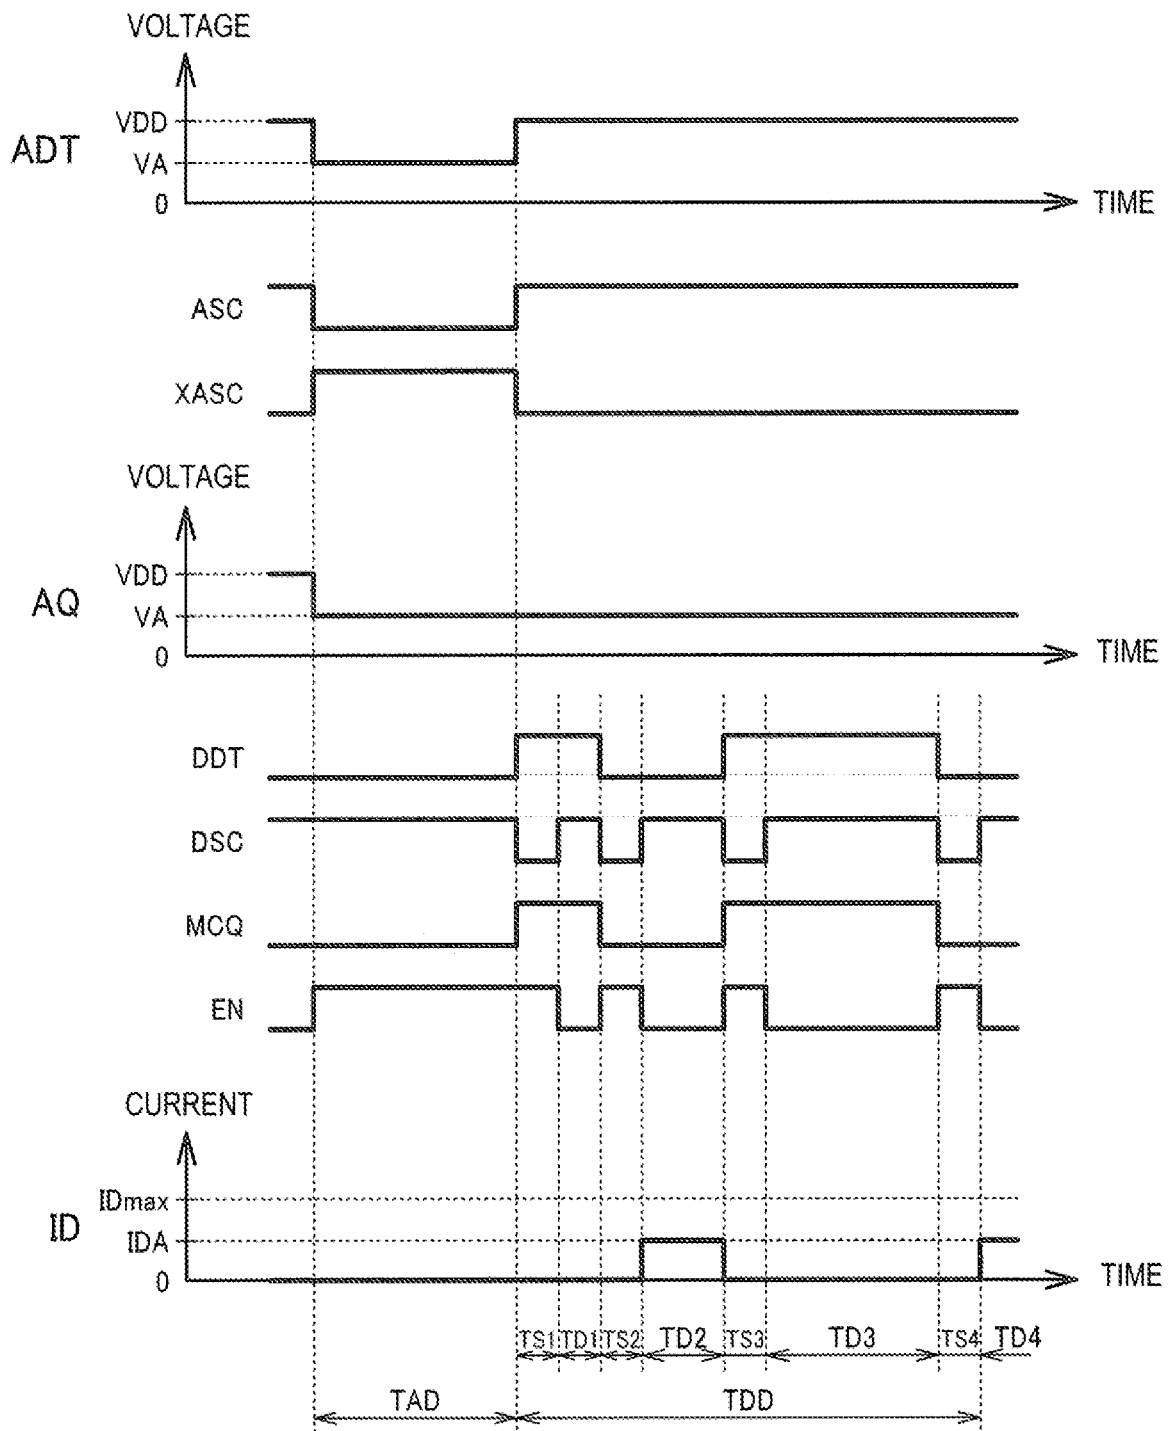 VOLTAGE
VDD
ADT
VA
0
TIME
ASC
XASC
VOLTAGE
VDD
AQ
VA
0
TIME
DDT
DSC
MCQ
EN
CURRENT
IDmax
ID
IDA
0
TIME
TS1 TD1 TS2 TD2 TS3 TD3 TS4 TD4
TAD TDD